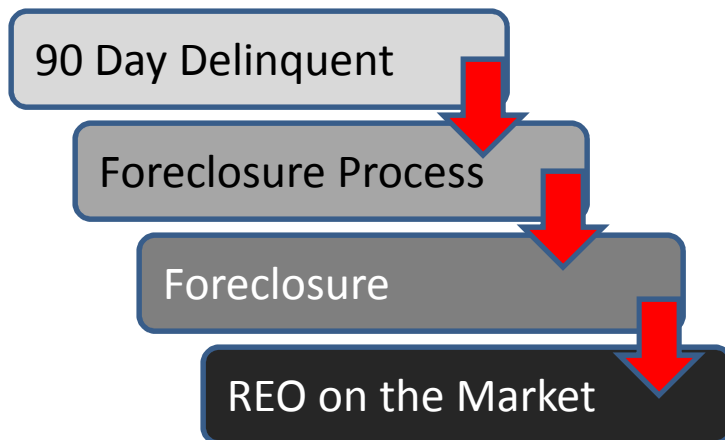 90 Day Delinquent
Foreclosure Process
Foreclosure
REO on the Market